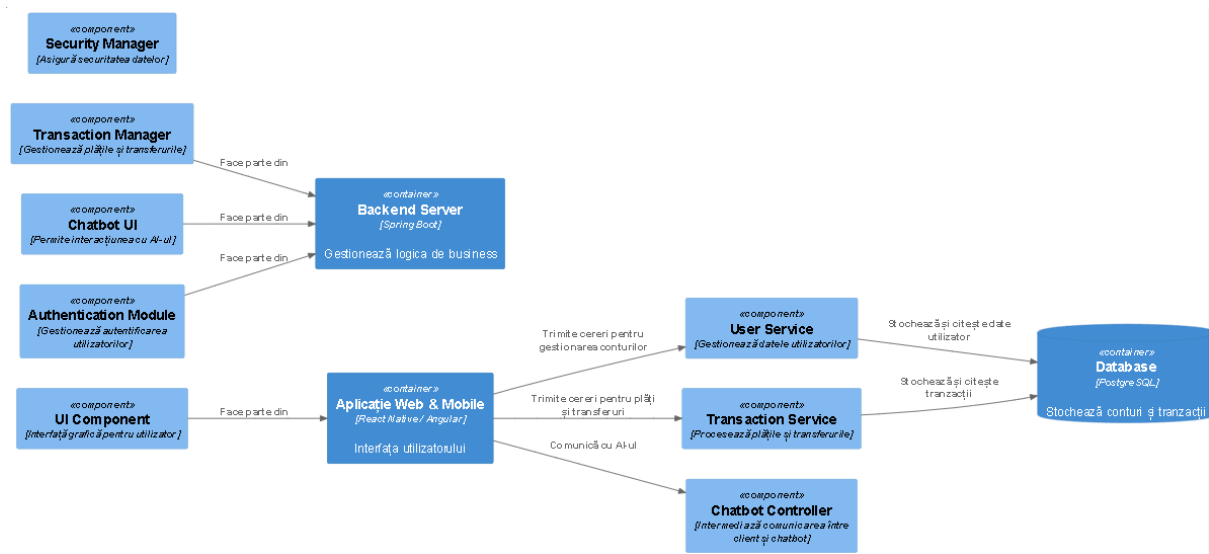 «component»
Security Manager
[Asigură securitatea datelor]
«component»
Transaction Manager
[Gestionează plățile și transferurile]
Face parte din
«component»
Chatbot UI
[Permite interacțiunea cu AI-ul]
Face parte din
«container»
Backend Server
[Spring Boot]
Gestionează logica de business
Face parte din
«component»
Authentication Module
[Gestionează autentificarea
utilizatorilor]
«component»
UI Component
[Interfață grafică pentru utilizator]
Face parte din
«container»
Aplicație Web & Mobile
[React Native / Angular]
Interfața utilizatorului
Trimite cereri pentru
gestionarea conturilor
Trimite cereri pentru plăți
și transferuri
Comunică cu AI-ul
«component»
User Service
[Gestionează datele utilizatorilor]
«component»
Transaction Service
[Procesează plățile și transferurile]
«component»
Chatbot Controller
[Intermediază comunicarea între
client și chatbot]
Stochează și citește date
utilizator
Stochează și citește
tranzacții
«container»
Database
[PostgreSQL]
Stochează conturi și tranzacții